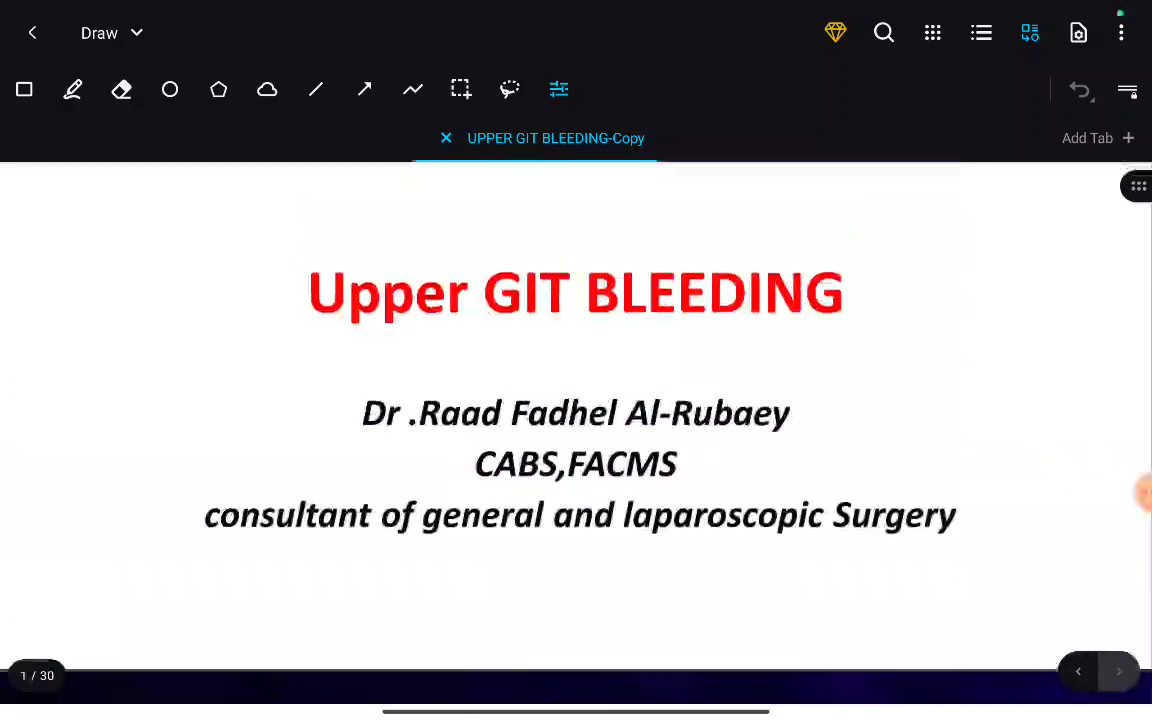 Draw
UPPER GIT BLEEDING-Copy
Add Tab
Upper GIT BLEEDING
Dr .Raad Fadhel Al-Rubaey
CABS,FACMS
consultant of general and laparoscopic Surgery
1 / 30